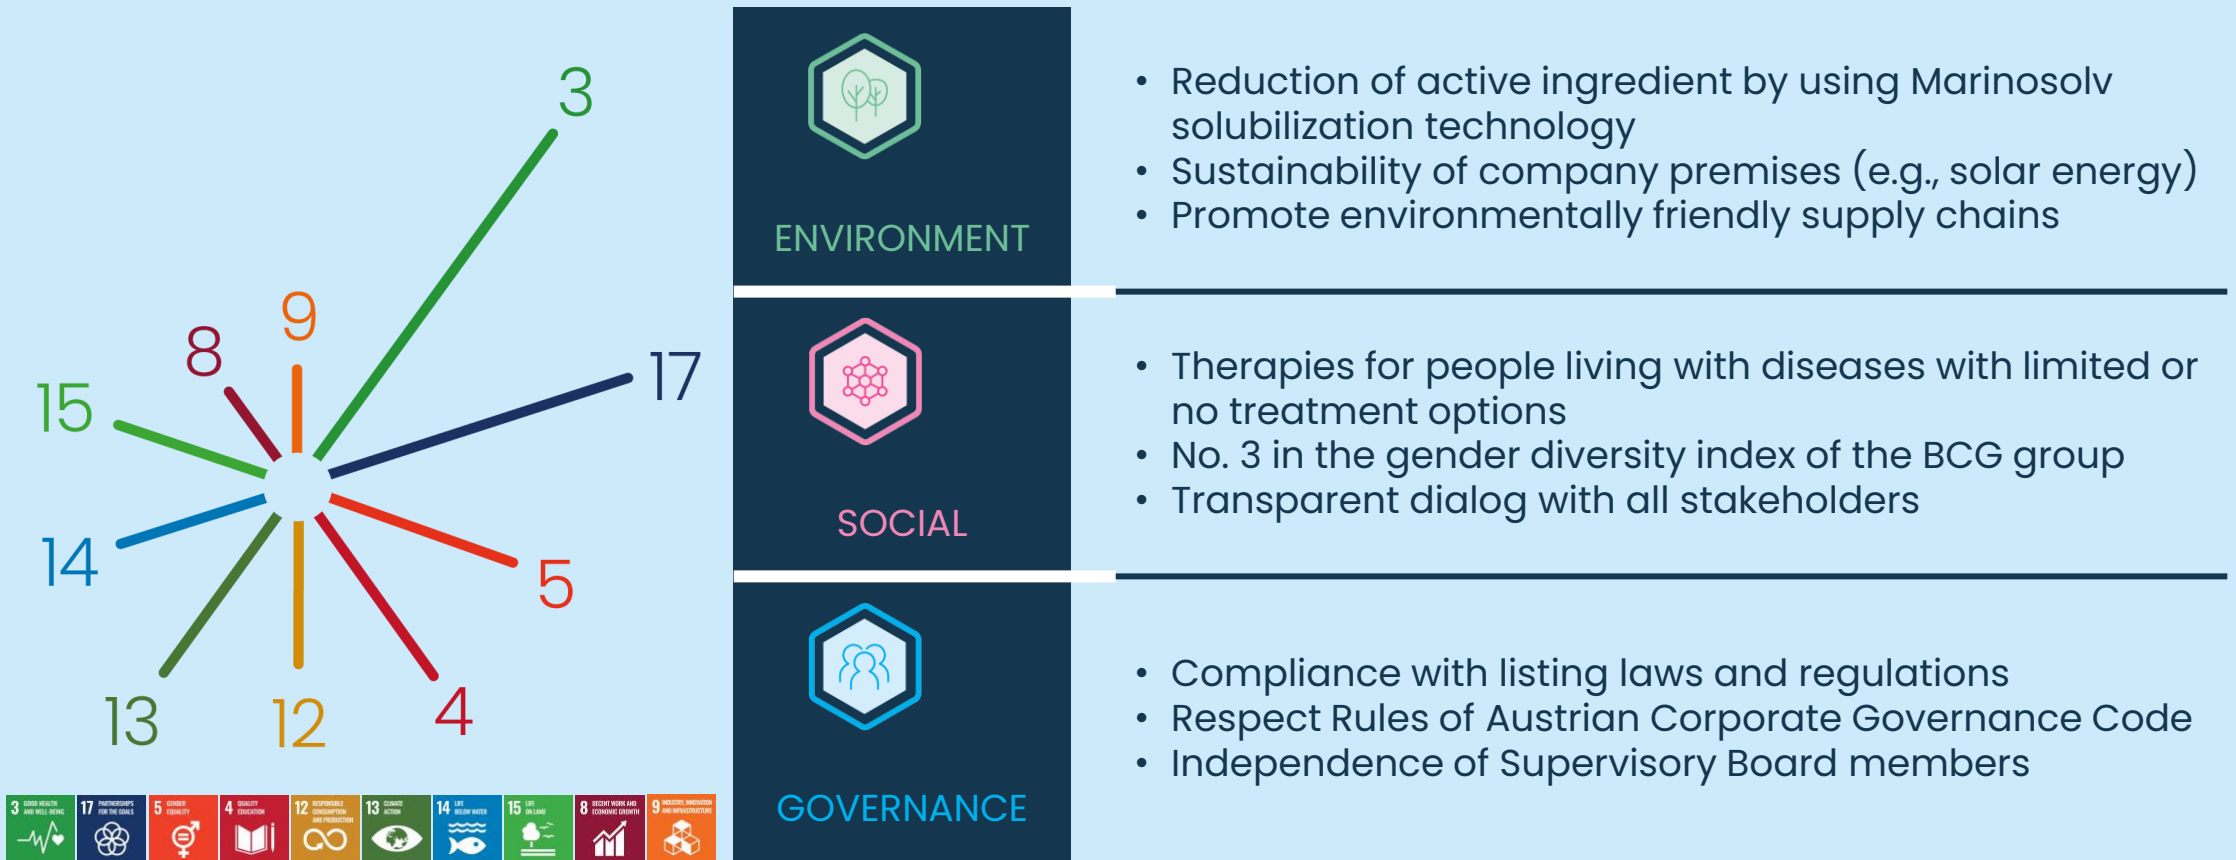 3
9
8
17
15
14
5
13
12
4
3 GOOD HEALTH
AND WELL-BEING
17 PARTNERSHIPS
FOR THE GOALS
5 GENDER
EQUALITY
4 QUALITY
EDUCATION
12 RESPONSIBLE
CONSUMPTION
AND PRODUCTION
13 CLIMATE
ACTION
14 LIFE
BELOW WATER
15 LIFE
ON LAND
8 DECENT WORK AND
ECONOMIC GROWTH
9 INDUSTRY, INNOVATION
AND INFRASTRUCTURE
ENVIRONMENT
• Reduction of active ingredient by using Marinosolv
solubilization technology
• Sustainability of company premises (e.g., solar energy)
• Promote environmentally friendly supply chains
SOCIAL
• Therapies for people living with diseases with limited or
no treatment options
• No. 3 in the gender diversity index of the BCG group
• Transparent dialog with all stakeholders
GOVERNANCE
• Compliance with listing laws and regulations
• Respect Rules of Austrian Corporate Governance Code
• Independence of Supervisory Board members